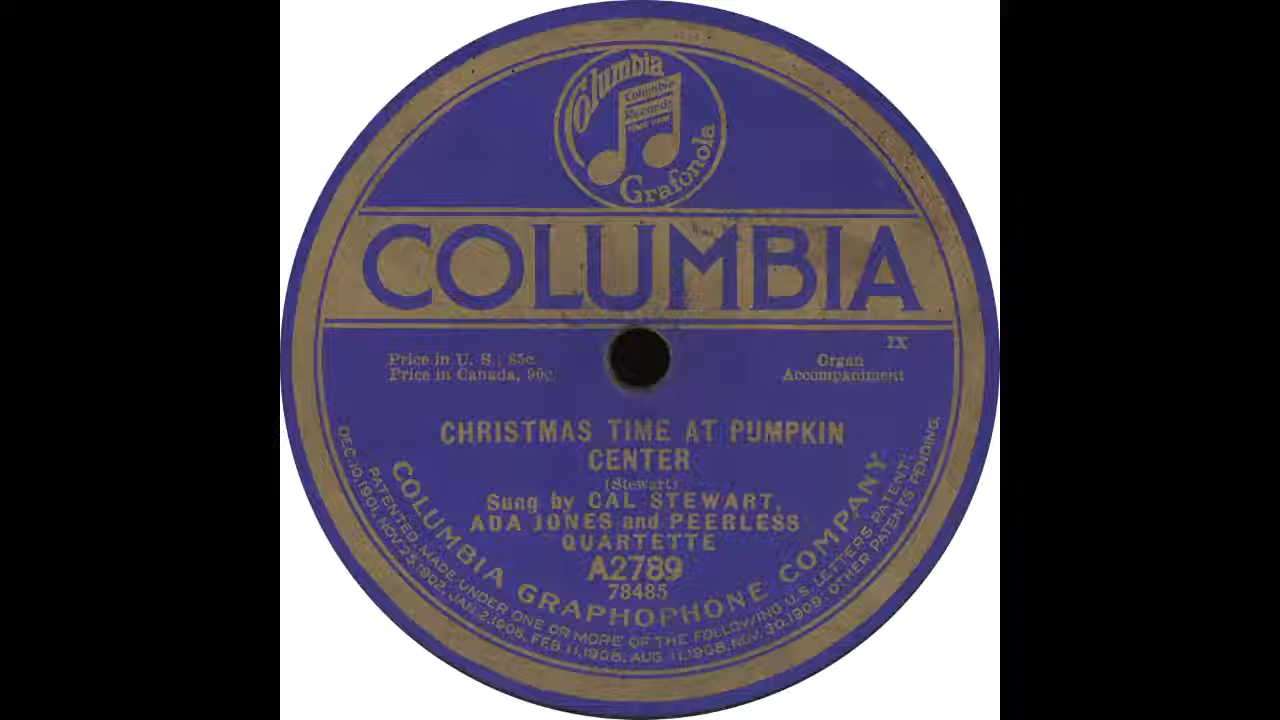 Columbia
Columbia
Records
Grafonola
COLUMBIA
IX
Price in U. S., 85c.
Price in Canada, 90c.
Organ
Accompaniment
CHRISTMAS TIME AT PUMPKIN
CENTER
(Stewart)
Sung by CAL STEWART,
ADA JONES and PEERLESS
QUARTETTE
A2789
78485
COLUMBIA GRAPHOPHONE COMPANY
PATENTED, MADE UNDER ONE OR MORE OF THE FOLLOWING U.S. LETTERS PATENT:
DEC. 10, 1901, NOV. 25, 1902, JAN. 2, 1906, FEB 11, 1908, AUG 11, 1908, NOV. 30, 1909; OTHER PATENTS PENDING.